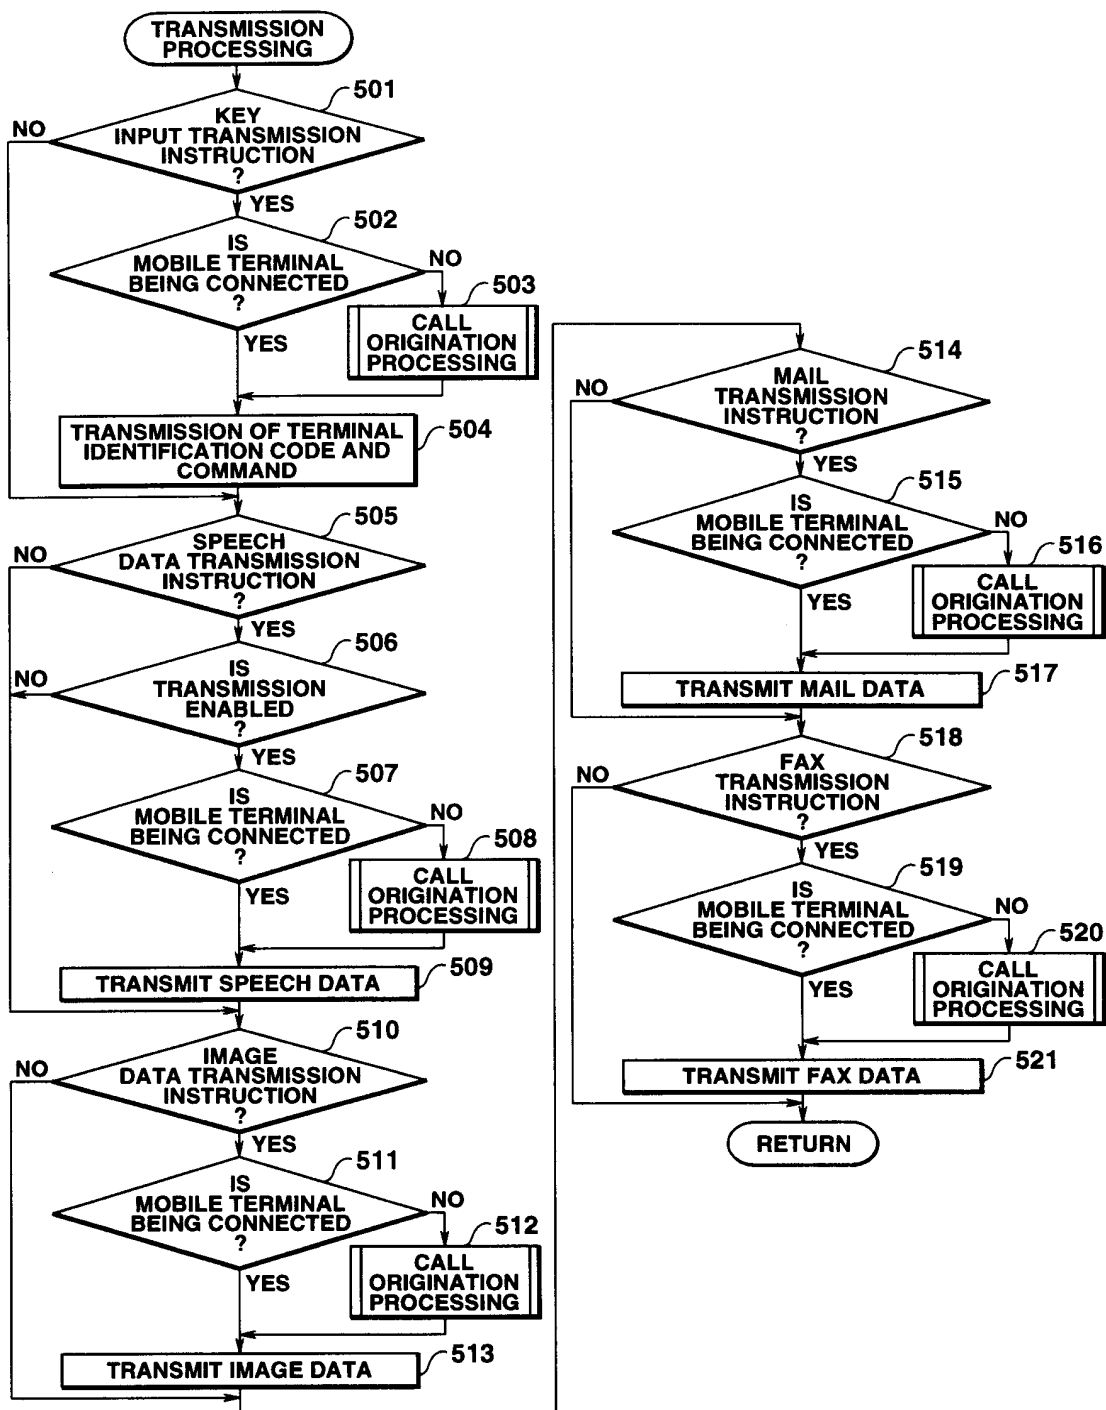 TRANSMISSION
PROCESSING
501
KEY
INPUT TRANSMISSION
INSTRUCTION
?
NO
YES
502
IS
MOBILE TERMINAL
BEING CONNECTED
?
NO
YES
503
CALL
ORIGINATION
PROCESSING
TRANSMISSION OF TERMINAL
IDENTIFICATION CODE AND
COMMAND
504
505
SPEECH
DATA TRANSMISSION
INSTRUCTION
?
NO
YES
506
IS
TRANSMISSION
ENABLED
?
NO
YES
507
IS
MOBILE TERMINAL
BEING CONNECTED
?
NO
YES
508
CALL
ORIGINATION
PROCESSING
TRANSMIT SPEECH DATA
509
510
IMAGE
DATA TRANSMISSION
INSTRUCTION
?
NO
YES
511
IS
MOBILE TERMINAL
BEING CONNECTED
?
NO
YES
512
CALL
ORIGINATION
PROCESSING
TRANSMIT IMAGE DATA
513
514
MAIL
TRANSMISSION
INSTRUCTION
?
NO
YES
515
IS
MOBILE TERMINAL
BEING CONNECTED
?
NO
YES
516
CALL
ORIGINATION
PROCESSING
TRANSMIT MAIL DATA
517
518
FAX
TRANSMISSION
INSTRUCTION
?
NO
YES
519
IS
MOBILE TERMINAL
BEING CONNECTED
?
NO
YES
520
CALL
ORIGINATION
PROCESSING
TRANSMIT FAX DATA
521
RETURN